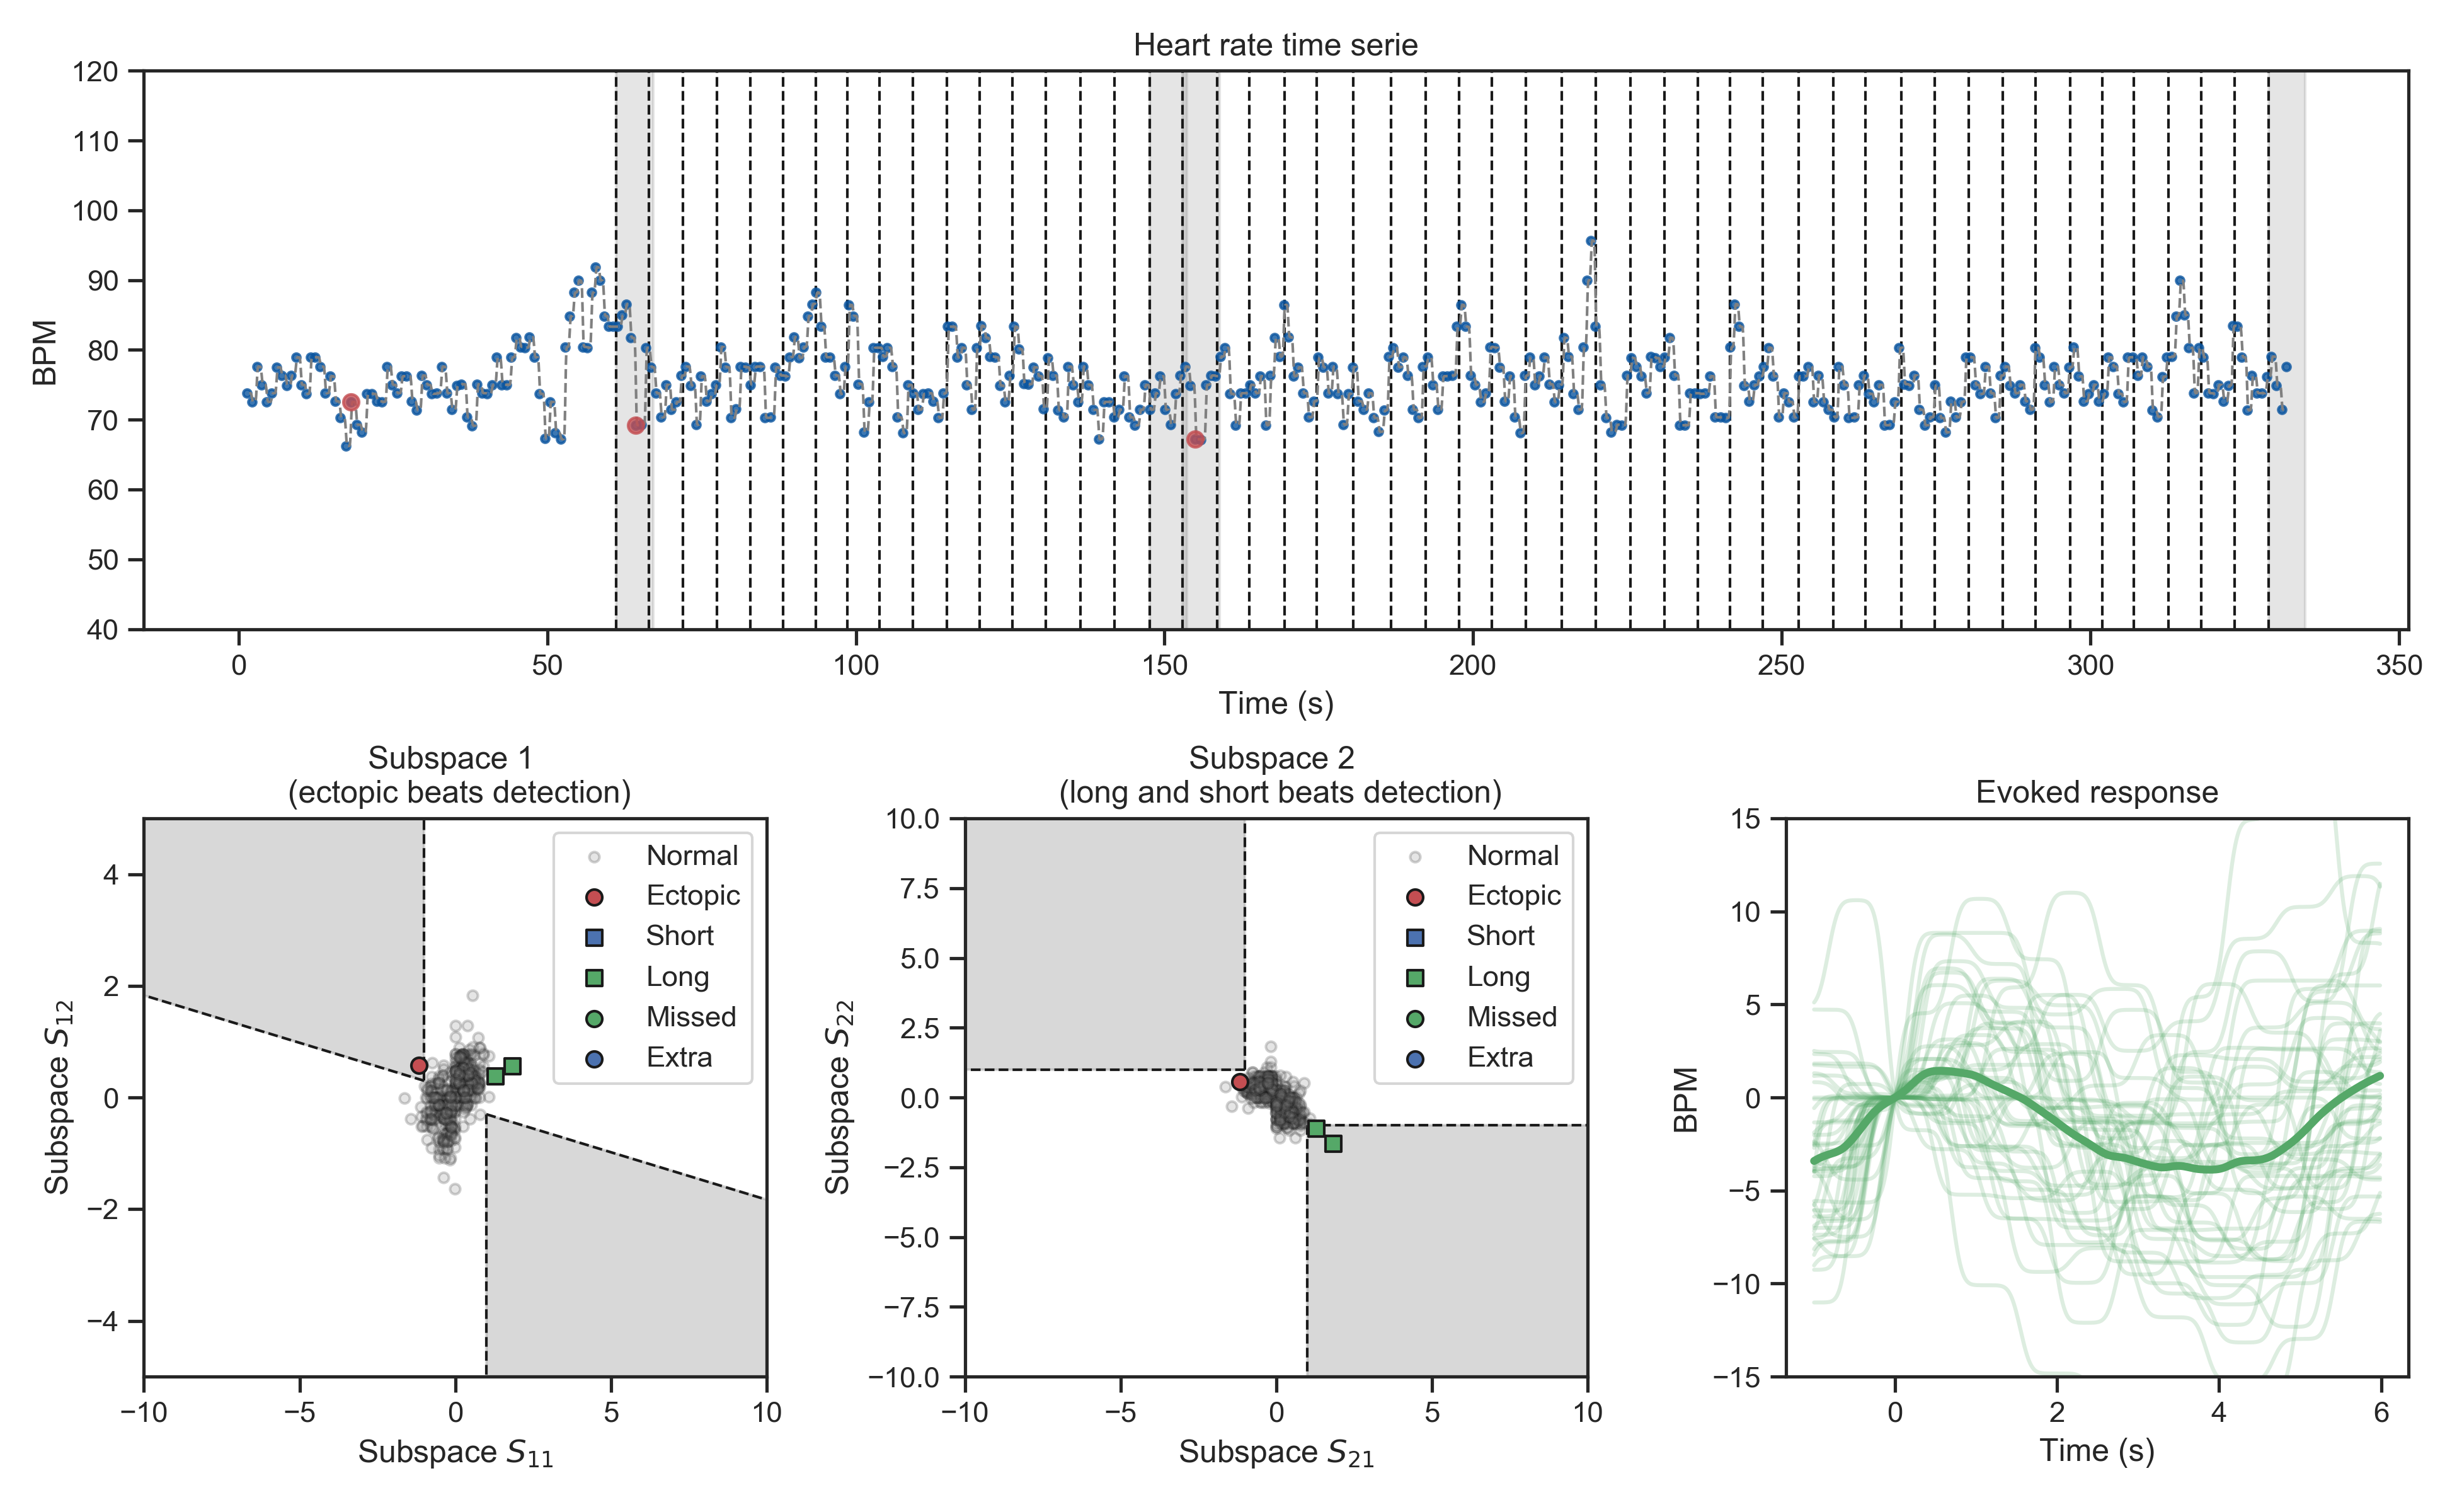 Heart rate time serie
120
110
100
90
80
70
60
50
40
BPM
0 50 100 150 200 250 300 350
Time (s)
Subspace 1
(ectopic beats detection)
4
2
0
−2
−4
Subspace S12
Normal
Ectopic
Short
Long
Missed
Extra
−10 −5 0 5 10
Subspace S11
Subspace 2
(long and short beats detection)
10.0
7.5
5.0
2.5
0.0
−2.5
−5.0
−7.5
−10.0
Subspace S22
Normal
Ectopic
Short
Long
Missed
Extra
−10 −5 0 5 10
Subspace S21
Evoked response
15
10
5
0
−5
−10
−15
BPM
0 2 4 6
Time (s)